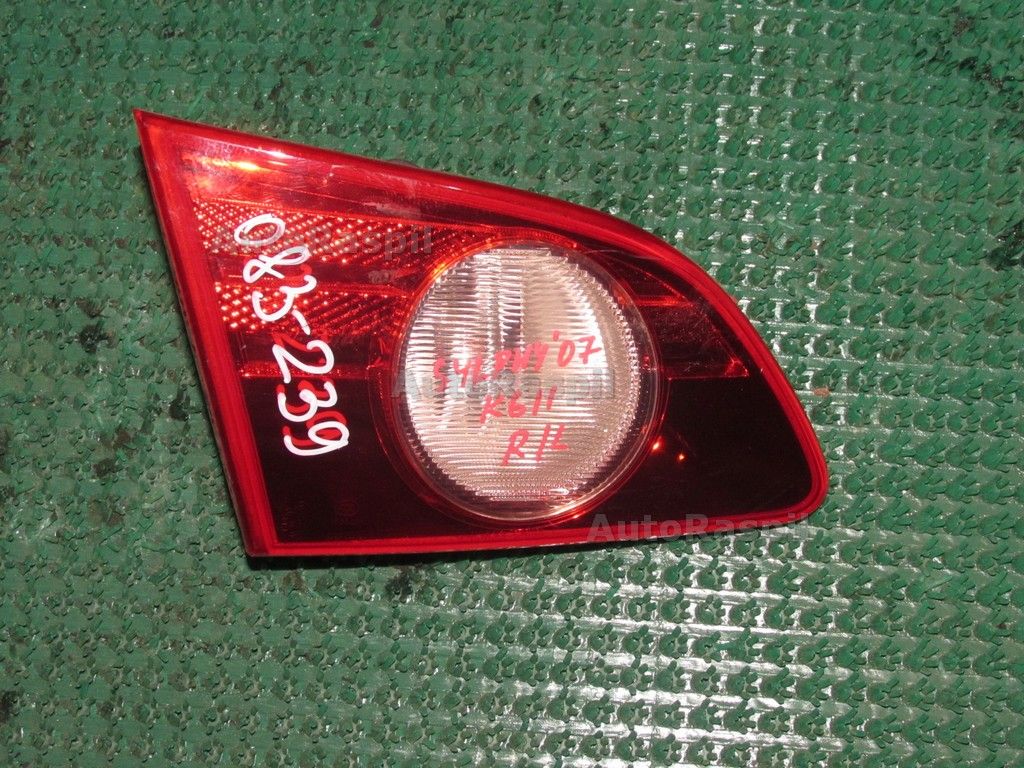 083-239
AutoRaspil
SYLPHY'07
AutoRaspil
KG11
R/L
AutoRaspil